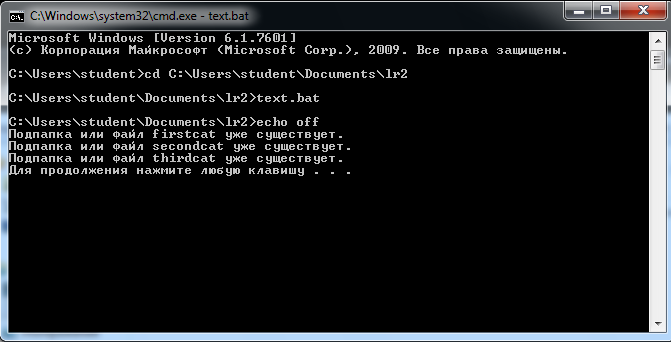 C:\Windows\system32\cmd.exe - text.bat
Microsoft Windows [Version 6.1.7601]
(c) Корпорация Майкрософт (Microsoft Corp.), 2009. Все права защищены.
C:\Users\student>cd C:\Users\student\Documents\lr2
C:\Users\student\Documents\lr2>text.bat
C:\Users\student\Documents\lr2>echo off
Подпапка или файл firstcat уже существует.
Подпапка или файл secondcat уже существует.
Подпапка или файл thirdcat уже существует.
Для продолжения нажмите любую клавишу . . .